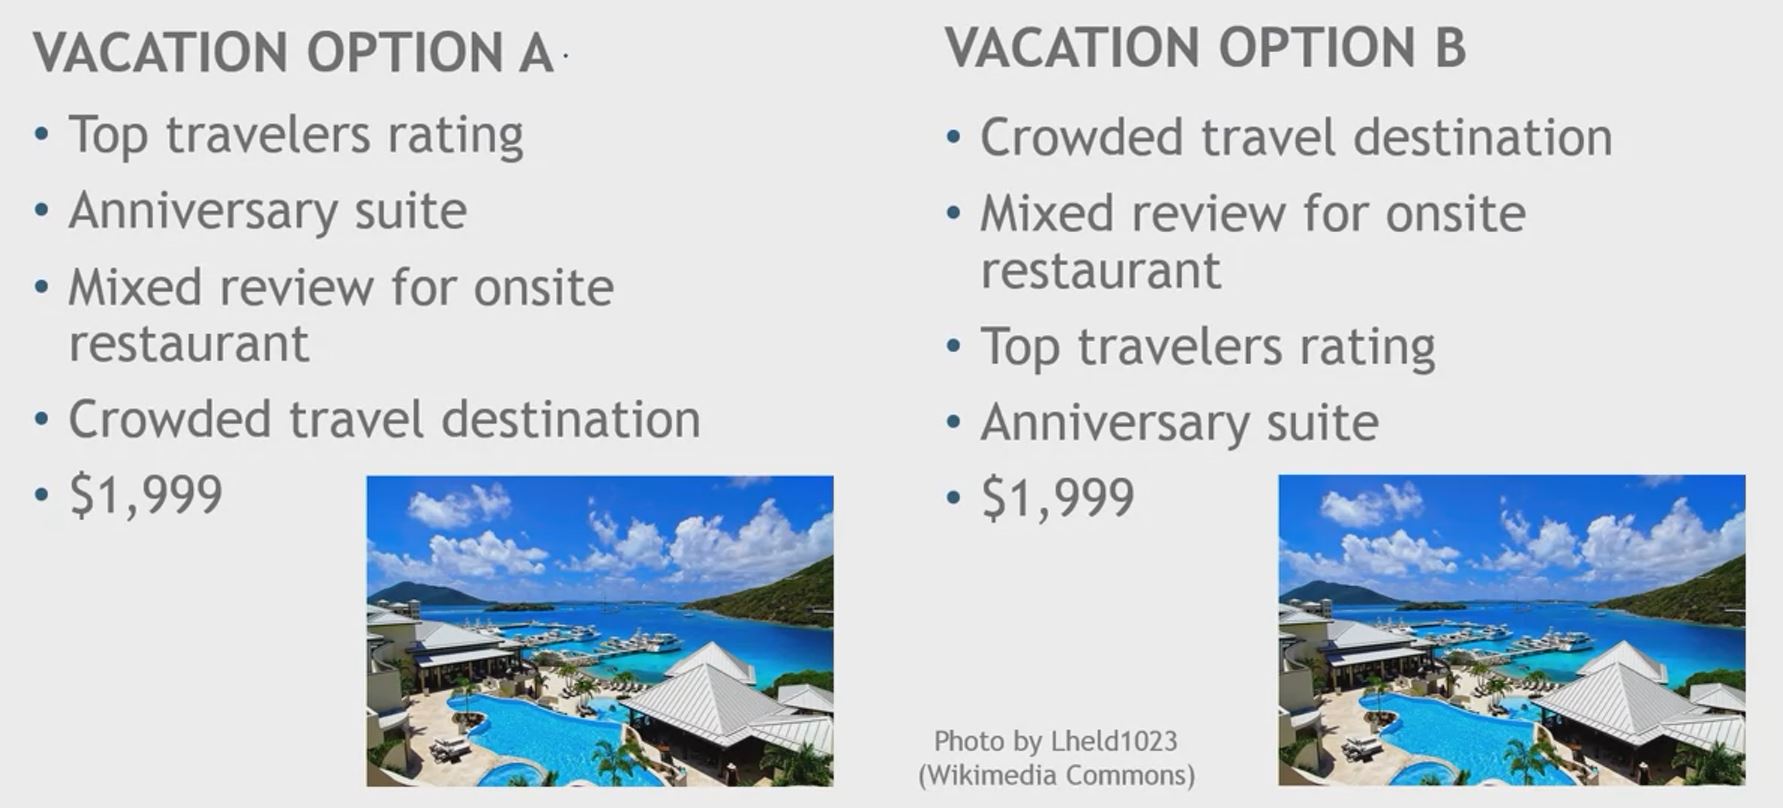 VACATION OPTION A
• Top travelers rating
• Anniversary suite
• Mixed review for onsite
restaurant
• Crowded travel destination
• $1,999
VACATION OPTION B
• Crowded travel destination
• Mixed review for onsite
restaurant
• Top travelers rating
• Anniversary suite
• $1,999
Photo by Lheld1023
(Wikimedia Commons)